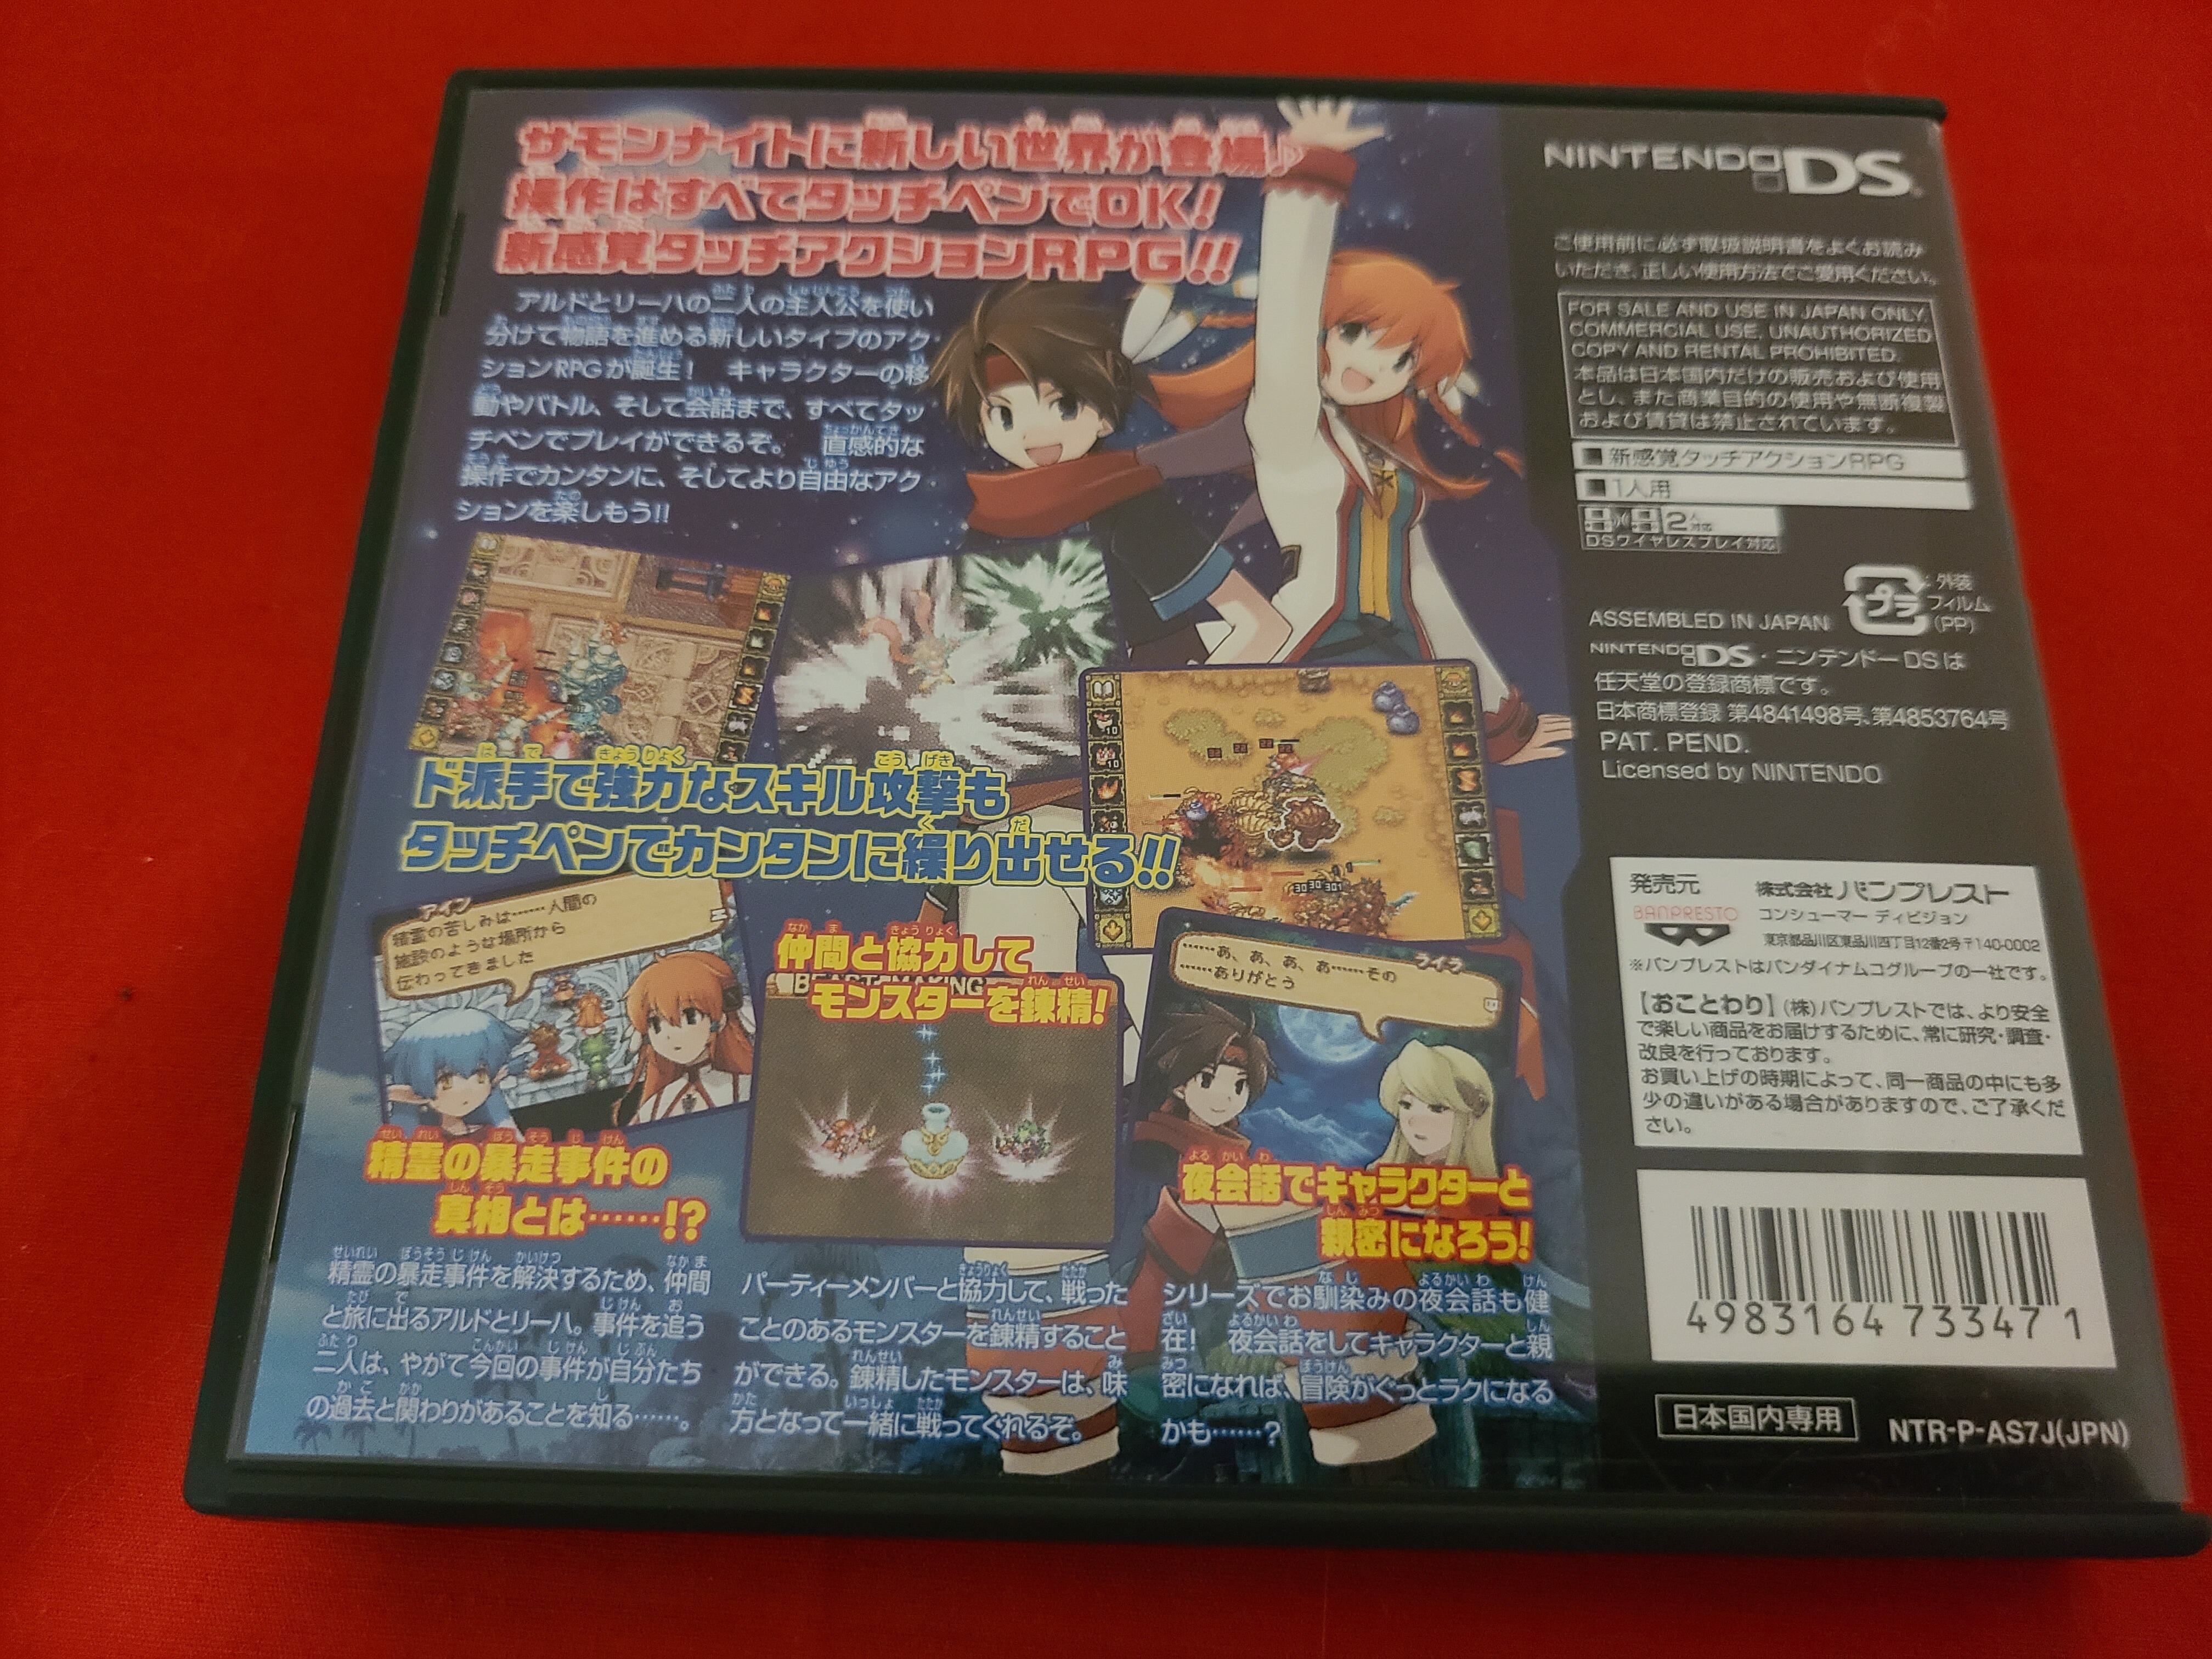 サモンナイトに新しい世界が登場♪
操作はすべてタッチペンでOK!
新感覚タッチアクションRPG!!
アルドとリーハの二人の主人公を使い
分けて物語を進める新しいタイプのアク
ションRPGが誕生! キャラクターの移
動やバトル、そして会話まで、すべてタッ
チペンでプレイができるぞ。 直感的な
操作でカンタンに、そしてより自由なアク
ションを楽しもう!!
ド派手で強力なスキル攻撃も
タッチペンでカンタンに繰り出せる!!
アイン
精霊の苦しみは……人間の
施設のような場所から
伝わってきました
精霊の暴走事件の
真相とは……!?
精霊の暴走事件を解決するため、仲間
と旅に出るアルドとリーハ。事件を追う
二人は、やがて今回の事件が自分たち
の過去と関わりがあることを知る……。
仲間と協力して
モンスターを錬精!
パーティーメンバーと協力して、戦った
ことのあるモンスターを錬精すること
ができる。錬精したモンスターは、味
方となって一緒に戦ってくれるぞ。
ライラ
……あ、あ、あ、あ……その
……ありがとう
夜会話でキャラクターと
親密になろう!
シリーズでお馴染みの夜会話も健
在! 夜会話をしてキャラクターと親
密になれば、冒険がぐっとラクになる
かも……?
NINTENDO DS
ご使用前に必ず取扱説明書をよくお読み
いただき、正しい使用方法でご愛用ください。
FOR SALE AND USE IN JAPAN ONLY.
COMMERCIAL USE, UNAUTHORIZED
COPY AND RENTAL PROHIBITED.
本品は日本国内だけの販売および使用
とし、また商業目的の使用や無断複製
および賃貸は禁止されています。
■新感覚タッチアクションRPG
■1人用
2人対応
DSワイヤレスプレイ対応
プラ
外装
フィルム
(PP)
ASSEMBLED IN JAPAN
NINTENDO DS・ニンテンドーDSは
任天堂の登録商標です。
日本商標登録 第4841498号、第4853764号
PAT. PEND.
Licensed by NINTENDO
発売元 株式会社 バンプレスト
BANPRESTO コンシューマー ディビジョン
東京都品川区東品川四丁目12番2号 〒140-0002
※バンプレストはバンダイナムコグループの一社です。
【おことわり】(株)バンプレストでは、より安全
で楽しい商品をお届けするために、常に研究・調査・
改良を行っております。
お買い上げの時期によって、同一商品の中にも多
少の違いがある場合がありますので、ご了承くだ
さい。
4983164 733471
日本国内専用
NTR-P-AS7J(JPN)